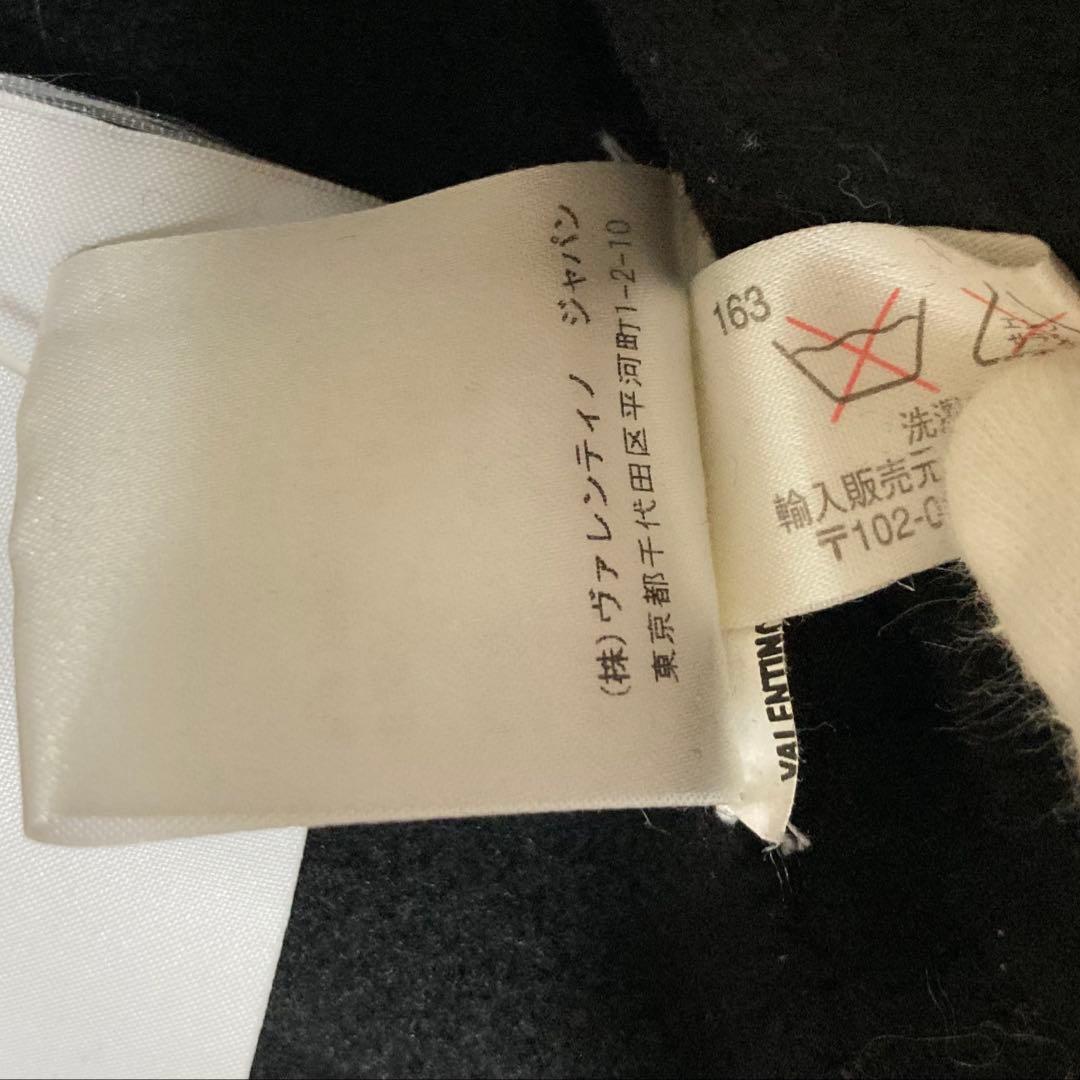 (株)ヴァレンティノ ジャパン
東京都千代田区平河町1-2-10
163
輸入販売元
〒102-0
VALENTINO